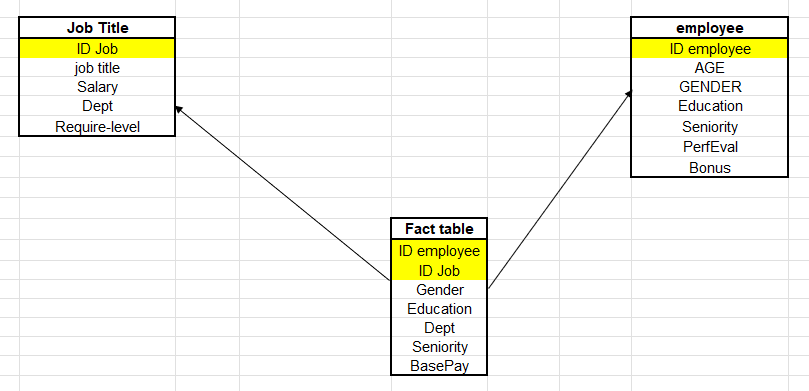 Job Title
ID Job
job title
Salary
Dept
Require-level
employee
ID employee
AGE
GENDER
Education
Seniority
PerfEval
Bonus
Fact table
ID employee
ID Job
Gender
Education
Dept
Seniority
BasePay